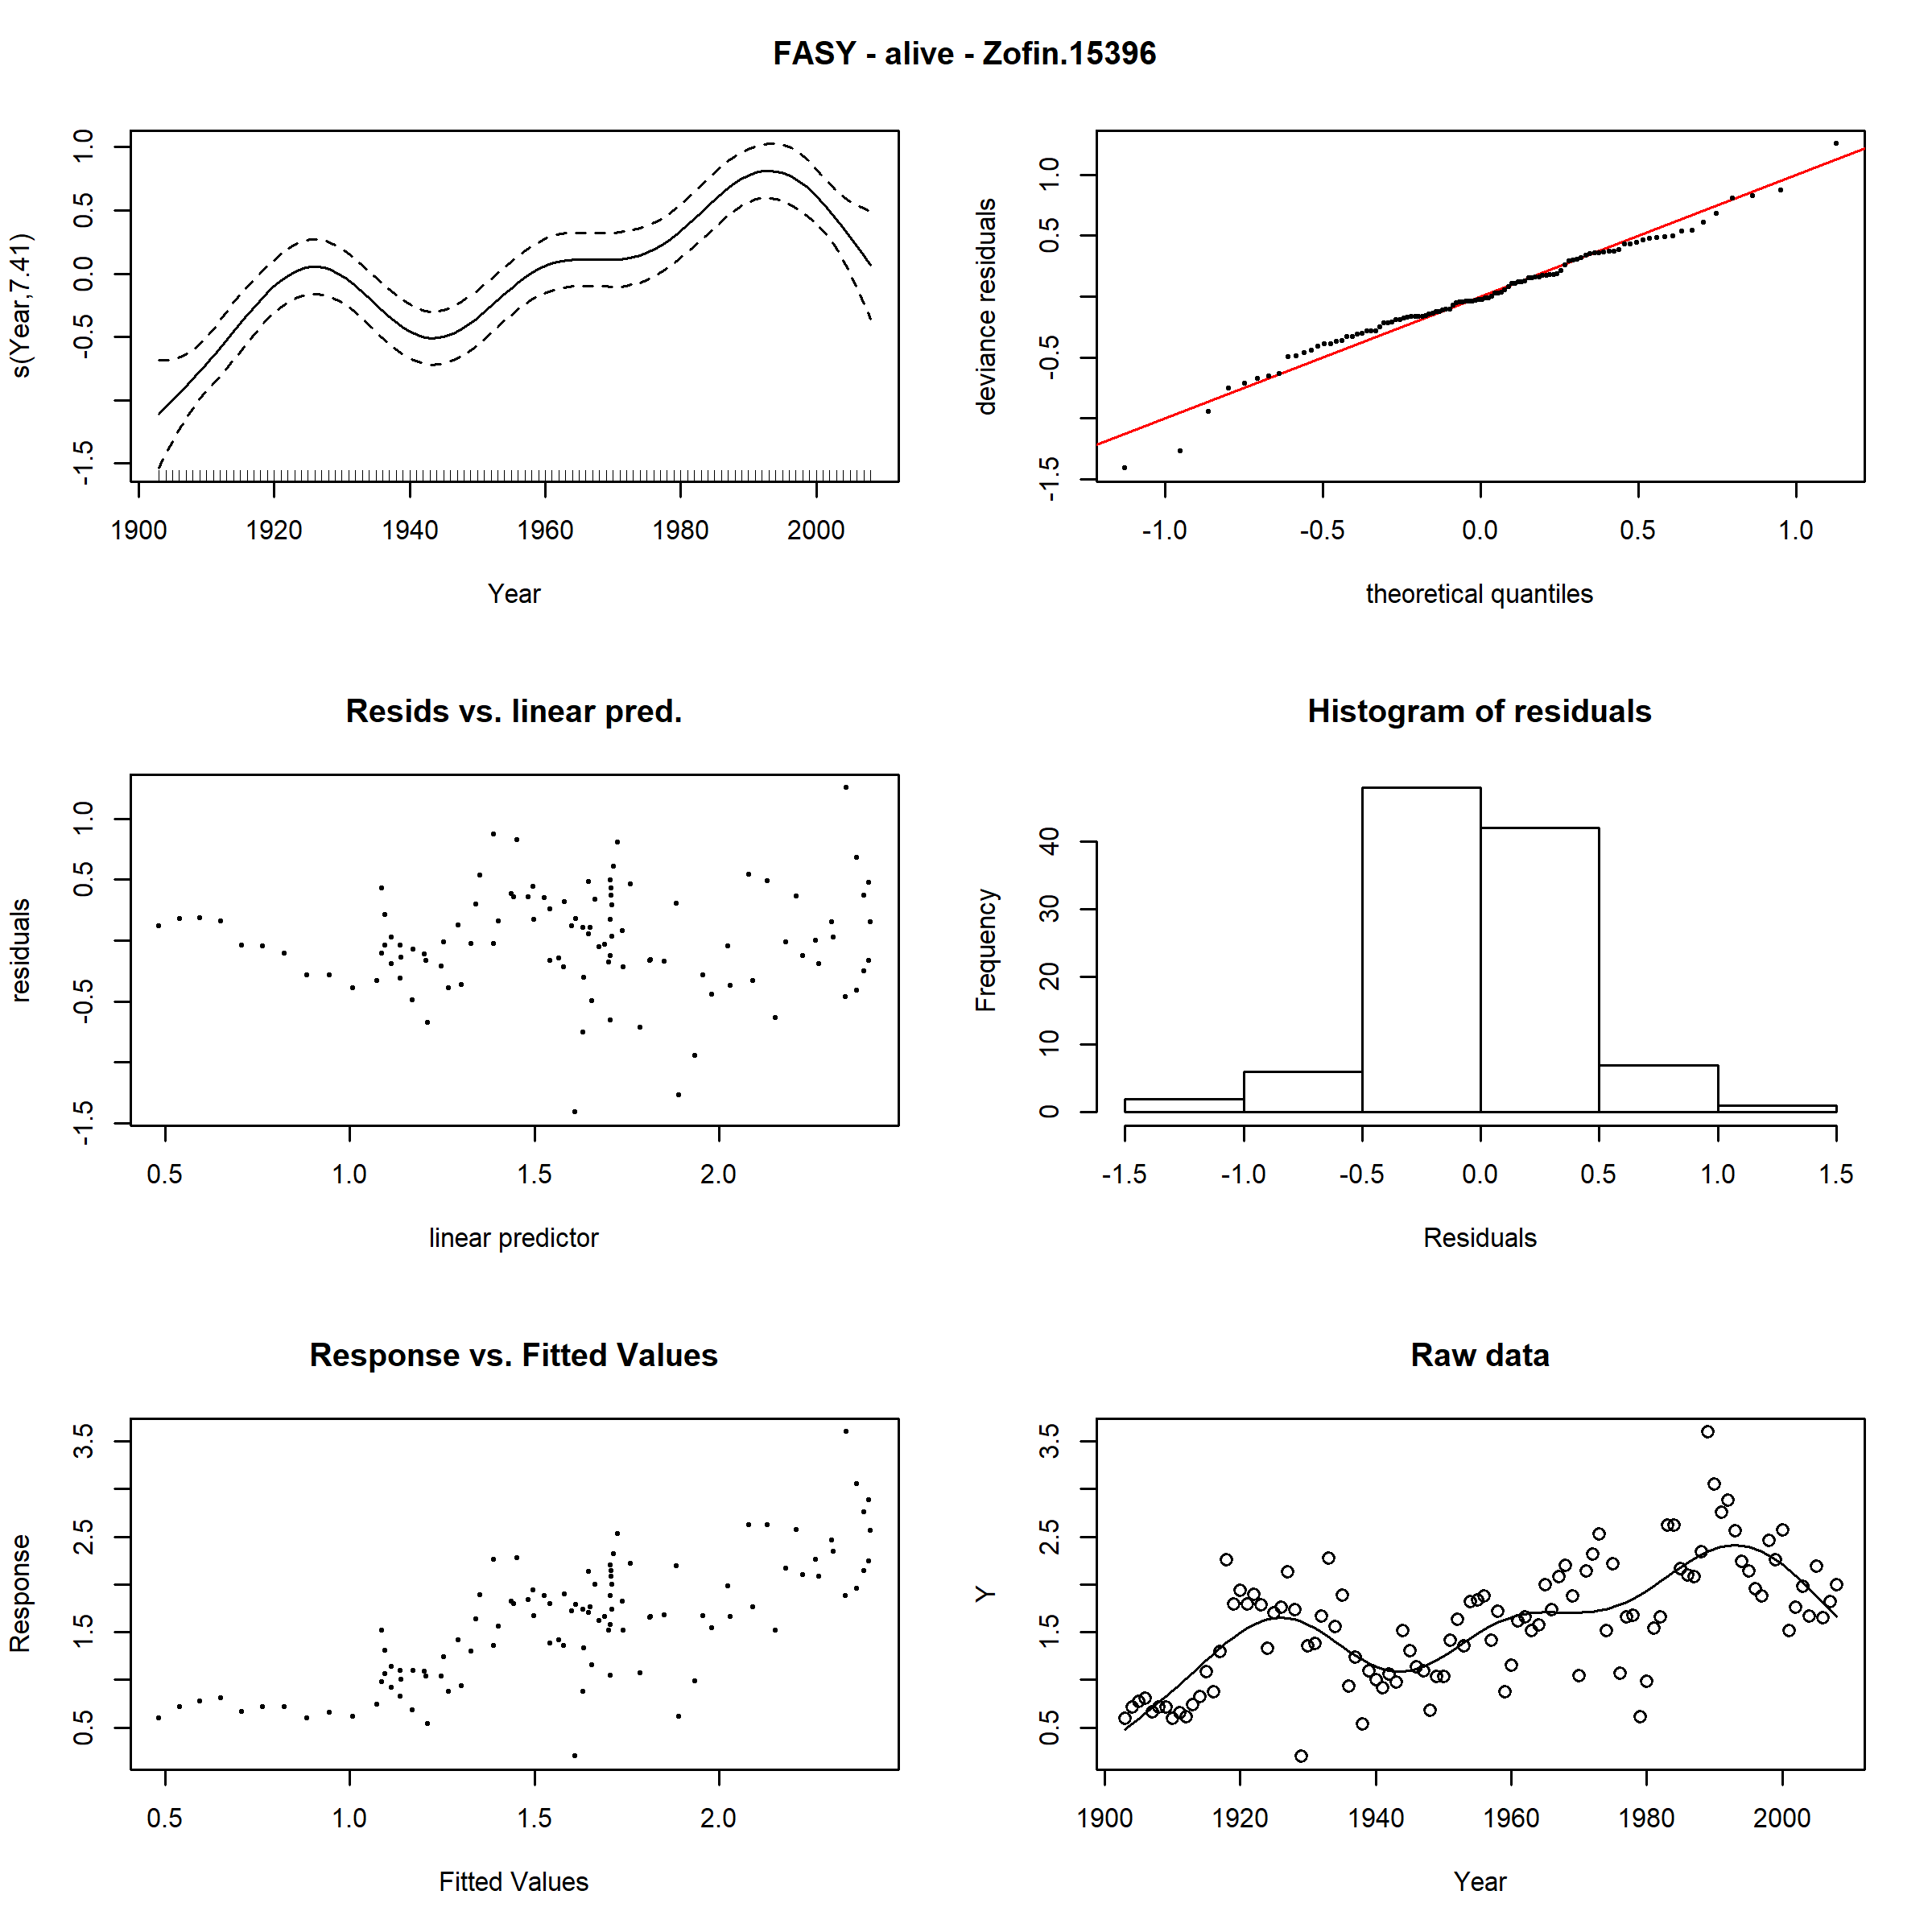 FASY - alive - Zofin.15396
s(Year,7.41)
-1.5 -0.5 0.0 0.5 1.0
1900 1920 1940 1960 1980 2000
Year
deviance residuals
-1.5 -0.5 0.5 1.0
-1.0 -0.5 0.0 0.5 1.0
theoretical quantiles
Resids vs. linear pred.
residuals
-1.5 -0.5 0.5 1.0
0.5 1.0 1.5 2.0
linear predictor
Histogram of residuals
Frequency
0 10 20 30 40
-1.5 -1.0 -0.5 0.0 0.5 1.0 1.5
Residuals
Response vs. Fitted Values
Response
0.5 1.5 2.5 3.5
0.5 1.0 1.5 2.0
Fitted Values
Raw data
Y
0.5 1.5 2.5 3.5
1900 1920 1940 1960 1980 2000
Year